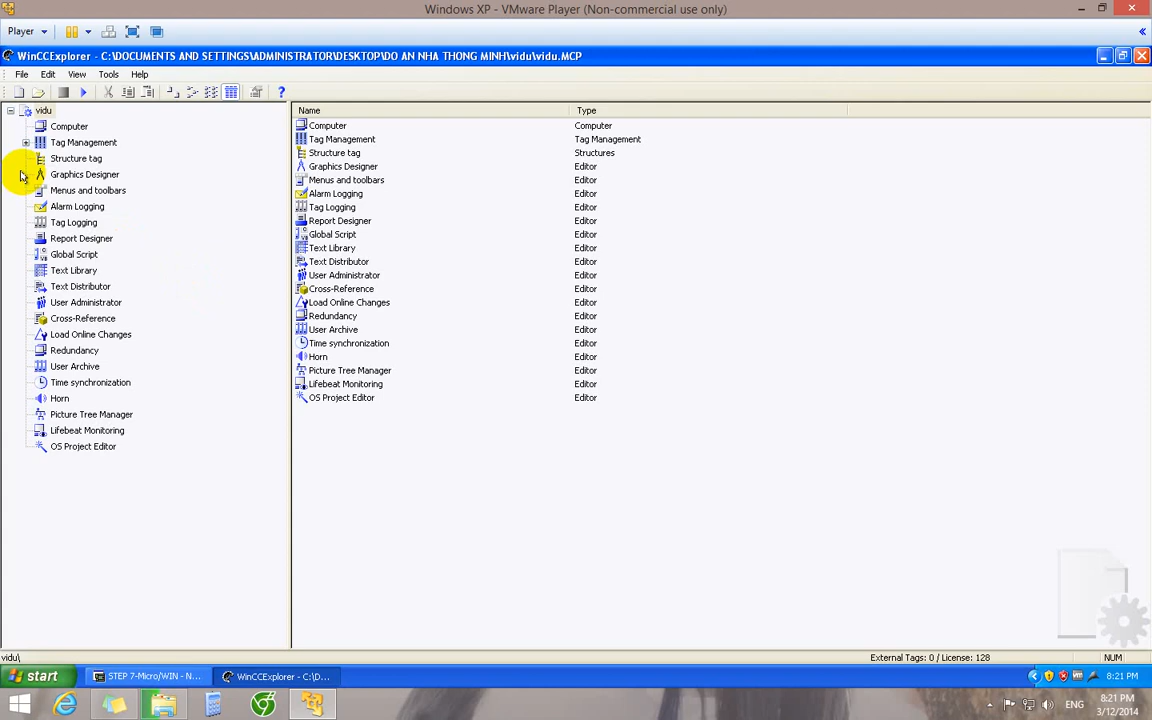 Windows XP - VMware Player (Non-commercial use only)
Player
WinCCExplorer - C:\DOCUMENTS AND SETTINGS\ADMINISTRATOR\DESKTOP\DO AN NHA THONG MINH\vidu\vidu.MCP
File Edit View Tools Help
vidu
Computer
Tag Management
Structure tag
Graphics Designer
Menus and toolbars
Alarm Logging
Tag Logging
Report Designer
Global Script
Text Library
Text Distributor
User Administrator
Cross-Reference
Load Online Changes
Redundancy
User Archive
Time synchronization
Horn
Picture Tree Manager
Lifebeat Monitoring
OS Project Editor
Name Type
Computer Computer
Tag Management Tag Management
Structure tag Structures
Graphics Designer Editor
Menus and toolbars Editor
Alarm Logging Editor
Tag Logging Editor
Report Designer Editor
Global Script Editor
Text Library Editor
Text Distributor Editor
User Administrator Editor
Cross-Reference Editor
Load Online Changes Editor
Redundancy Editor
User Archive Editor
Time synchronization Editor
Horn Editor
Picture Tree Manager Editor
Lifebeat Monitoring Editor
OS Project Editor Editor
vidu\ External Tags: 0 / License: 128 NUM
start STEP 7-Micro/WIN - N... WinCCExplorer - C:\D... 8:21 PM
ENG 8:21 PM
3/12/2014